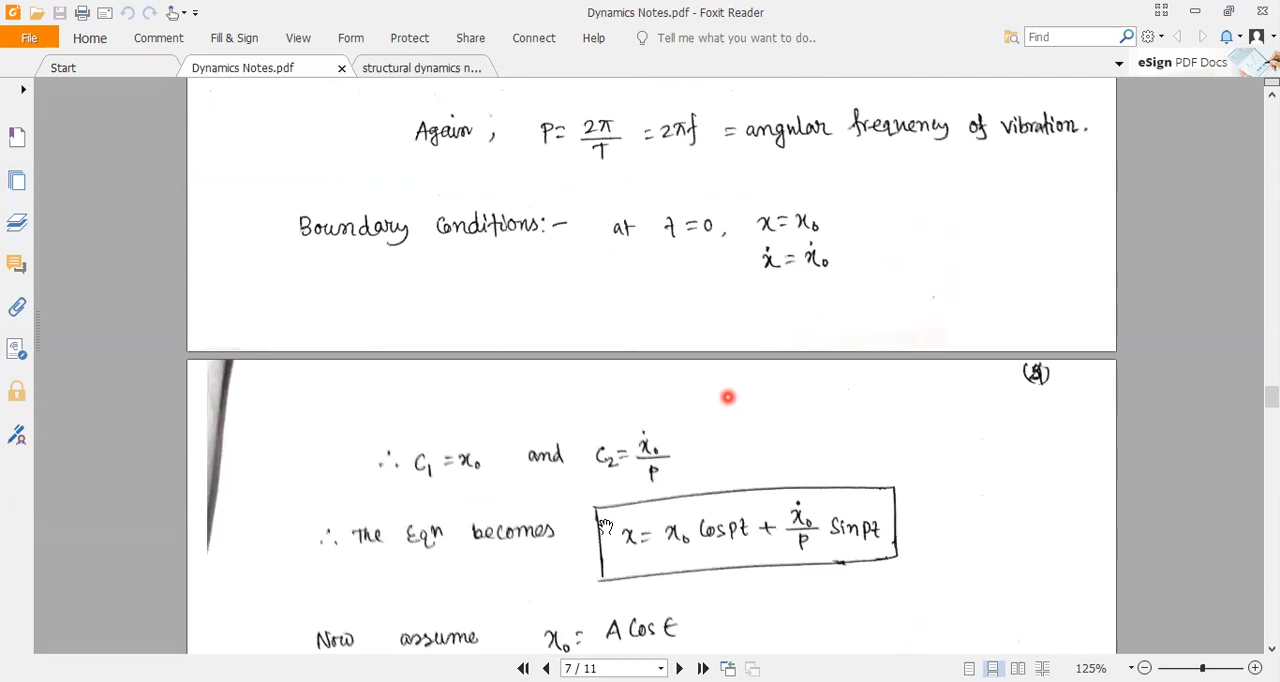 Dynamics Notes.pdf - Foxit Reader
File Home Comment Fill & Sign View Form Protect Share Connect Help Tell me what you want to do.. Find
Start Dynamics Notes.pdf structural dynamics n... eSign PDF Docs
Again ; P = 2π/T = 2πf = angular frequency of vibration.
Boundary Conditions:- at t = 0, x = x₀
ẋ = ẋ₀
∴ C₁ = x₀ and C₂ = ẋ₀/P
∴ The Eqn becomes x = x₀ Cospt + ẋ₀/P Sinpt
Now assume x₀ = A Cos ϵ
7 / 11 125%